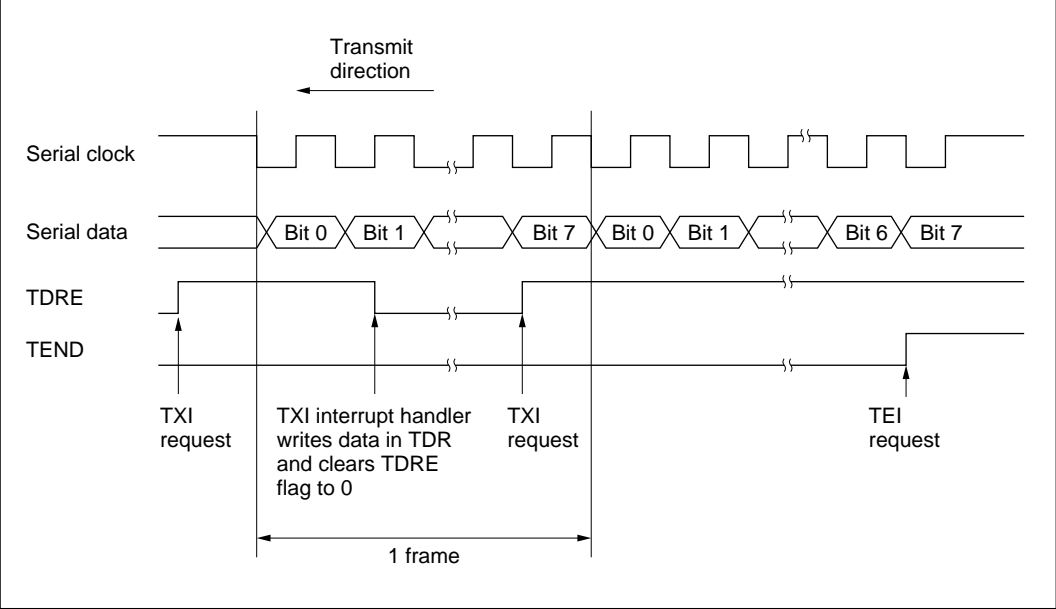 Transmit
direction
Serial clock
Serial data
Bit 0 Bit 1 Bit 7 Bit 0 Bit 1 Bit 6 Bit 7
TDRE
TEND
TXI
request
TXI interrupt handler
writes data in TDR
and clears TDRE
flag to 0
TXI
request
TEI
request
1 frame